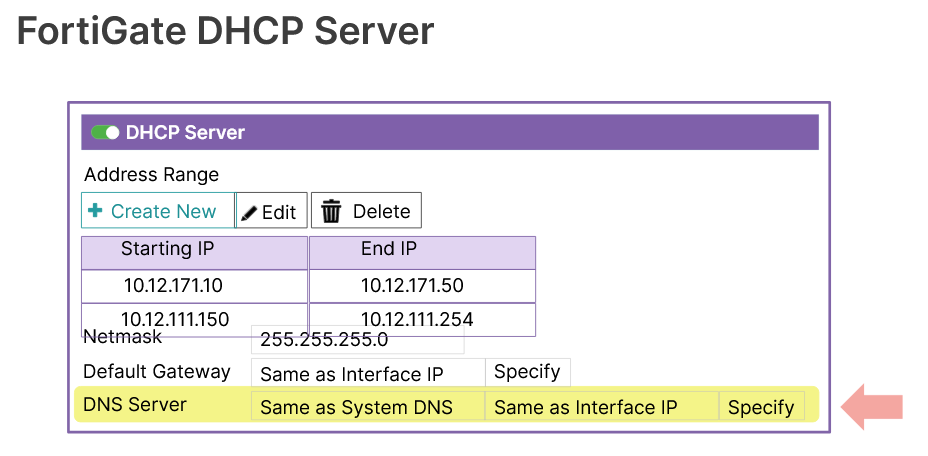 FortiGate DHCP Server
DHCP Server
Address Range
+ Create New Edit Delete
Starting IP End IP
10.12.171.10 10.12.171.50
10.12.111.150 10.12.111.254
Netmask 255.255.255.0
Default Gateway Same as Interface IP Specify
DNS Server Same as System DNS Same as Interface IP Specify